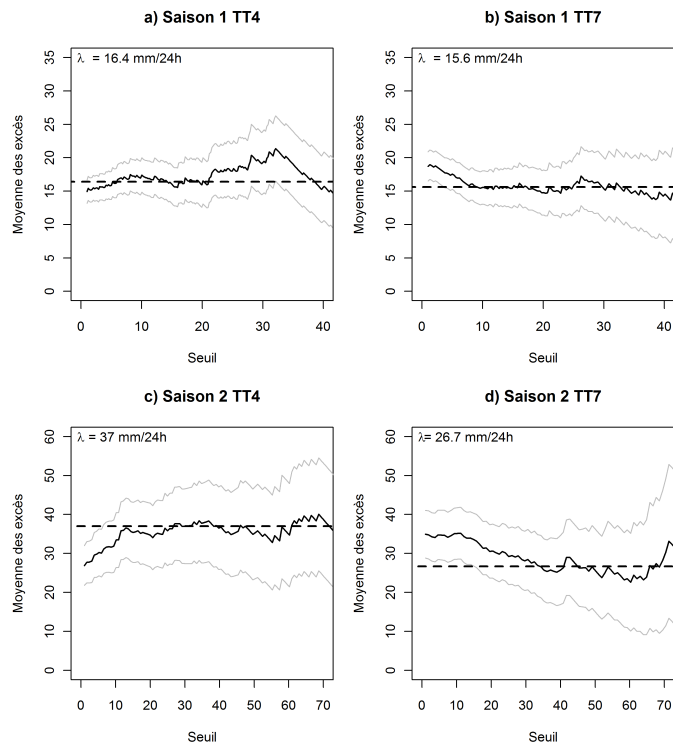 a) Saison 1 TT4
λ = 16.4 mm/24h
Moyenne des excès
0 5 10 15 20 25 30 35
0 10 20 30 40
Seuil
b) Saison 1 TT7
λ = 15.6 mm/24h
Moyenne des excès
0 5 10 15 20 25 30 35
0 10 20 30 40
Seuil
c) Saison 2 TT4
λ = 37 mm/24h
Moyenne des excès
0 10 20 30 40 50 60
0 10 20 30 40 50 60 70
Seuil
d) Saison 2 TT7
λ= 26.7 mm/24h
Moyenne des excès
0 10 20 30 40 50 60
0 10 20 30 40 50 60 70
Seuil